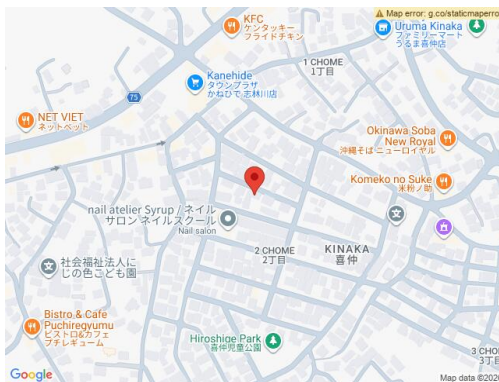 Map error: g.co/staticmaperro
KFC
ケンタッキー
フライドチキン
Uruma Kinaka
ファミリーマート
うるま喜仲店
1 CHOME
1丁目
Kanehide
タウンプラザ
かねひで 志林川店
75
NET VIET
ネットベット
Okinawa Soba
New Royal
沖縄そば ニューロイヤル
Komeko no Suke
米粉ノ助
nail atelier Syrup / ネイル
サロン ネイルスクール
Nail salon
2 CHOME
2丁目
KINAKA
喜仲
社会福祉法人に
じの色こども園
Bistro & Cafe
Puchiregyumu
ビストロ&カフェ
プチレギューム
Hiroshige Park
喜仲児童公園
3 CHO
3丁目
Google
Map data ©2026